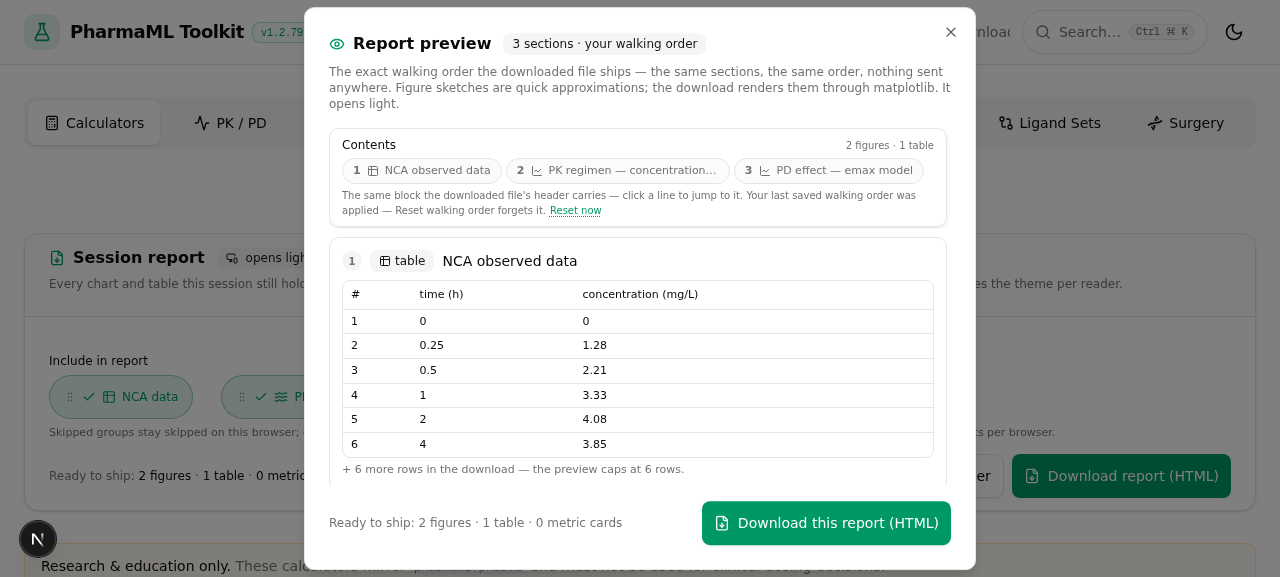 PharmaML Toolkit
v1.2.79
Search...
Ctrl ⌘ K
Calculators
PK / PD
Ligand Sets
Surgery
Session report
Every chart and table this session still
the theme per reader.
Include in report
NCA data
Skipped groups stay skipped on this browser;
per browser.
Ready to ship: 2 figures · 1 table · 0
Download report (HTML)
Research & education only.
Report preview
3 sections · your walking order
The exact walking order the downloaded file ships — the same sections, the same order, nothing sent
anywhere. Figure sketches are quick approximations; the download renders them through matplotlib. It
opens light.
Contents
2 figures · 1 table
1 NCA observed data
2 PK regimen — concentration...
3 PD effect — emax model
The same block the downloaded file's header carries — click a line to jump to it. Your last saved walking order was
applied — Reset walking order forgets it. Reset now
1 table NCA observed data
# time (h) concentration (mg/L)
1 0 0
2 0.25 1.28
3 0.5 2.21
4 1 3.33
5 2 4.08
6 4 3.85
+ 6 more rows in the download — the preview caps at 6 rows.
Ready to ship: 2 figures · 1 table · 0 metric cards
Download this report (HTML)